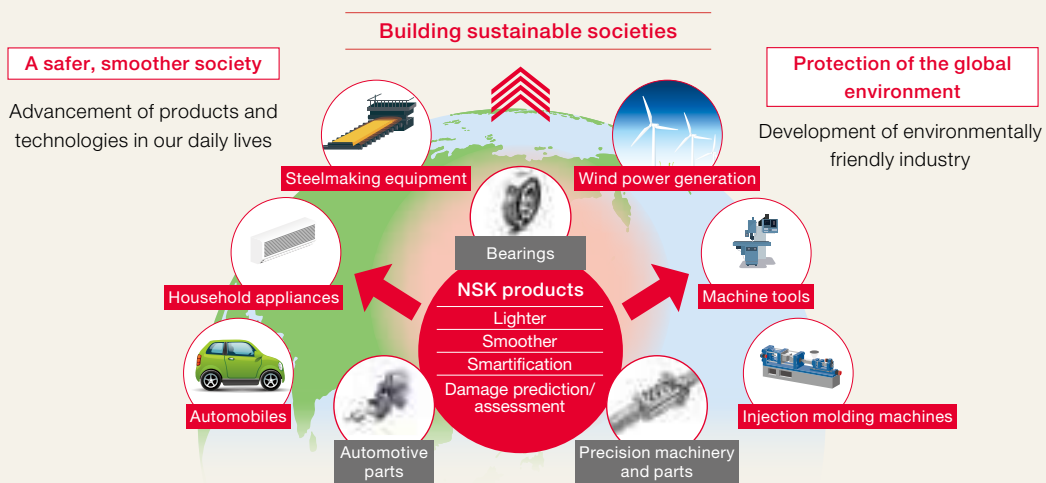 Building sustainable societies
A safer, smoother society
Advancement of products and
technologies in our daily lives
Protection of the global
environment
Development of environmentally
friendly industry
Steelmaking equipment
Wind power generation
Bearings
Household appliances
Machine tools
NSK products
Lighter
Smoother
Smartification
Damage prediction/
assessment
Automobiles
Injection molding machines
Automotive
parts
Precision machinery
and parts